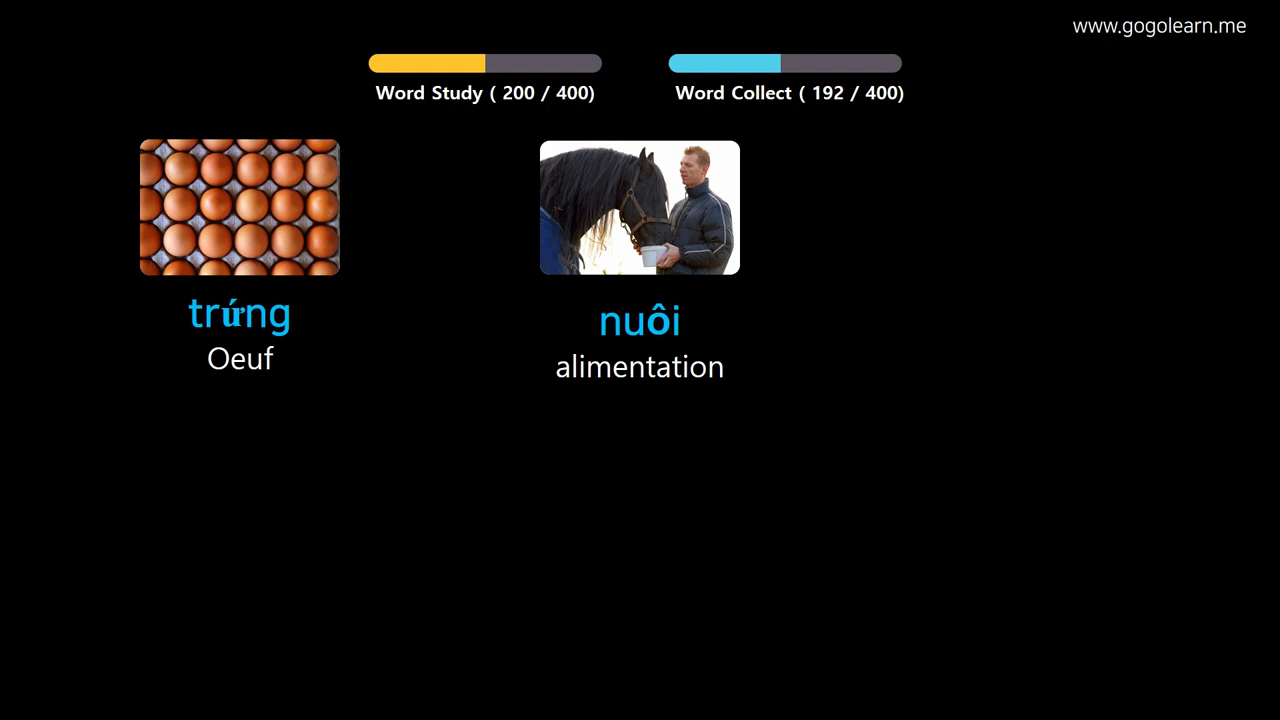 www.gogolearn.me
Word Study ( 200 / 400)
Word Collect ( 192 / 400)
trứng
Oeuf
nuôi
alimentation